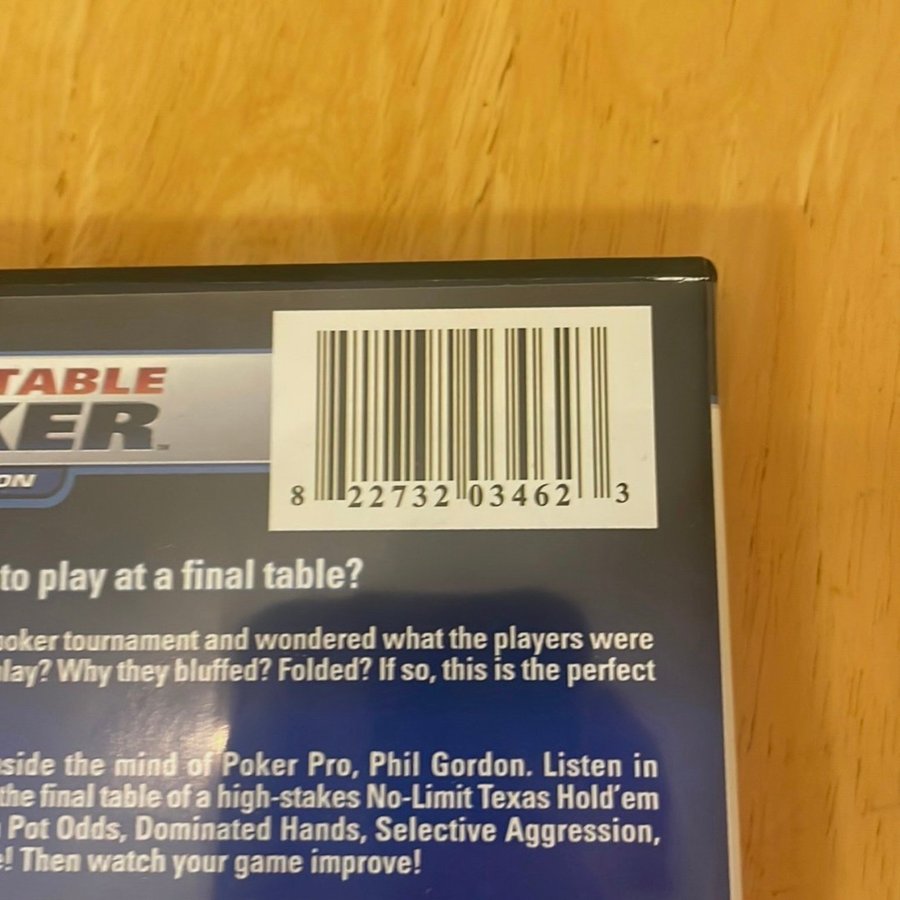 TABLE
KER™
ON
8 22732 03462 3
to play at a final table?
poker tournament and wondered what the players were
play? Why they bluffed? Folded? If so, this is the perfect
nside the mind of Poker Pro, Phil Gordon. Listen in
the final table of a high-stakes No-Limit Texas Hold'em
Pot Odds, Dominated Hands, Selective Aggression,
e! Then watch your game improve!